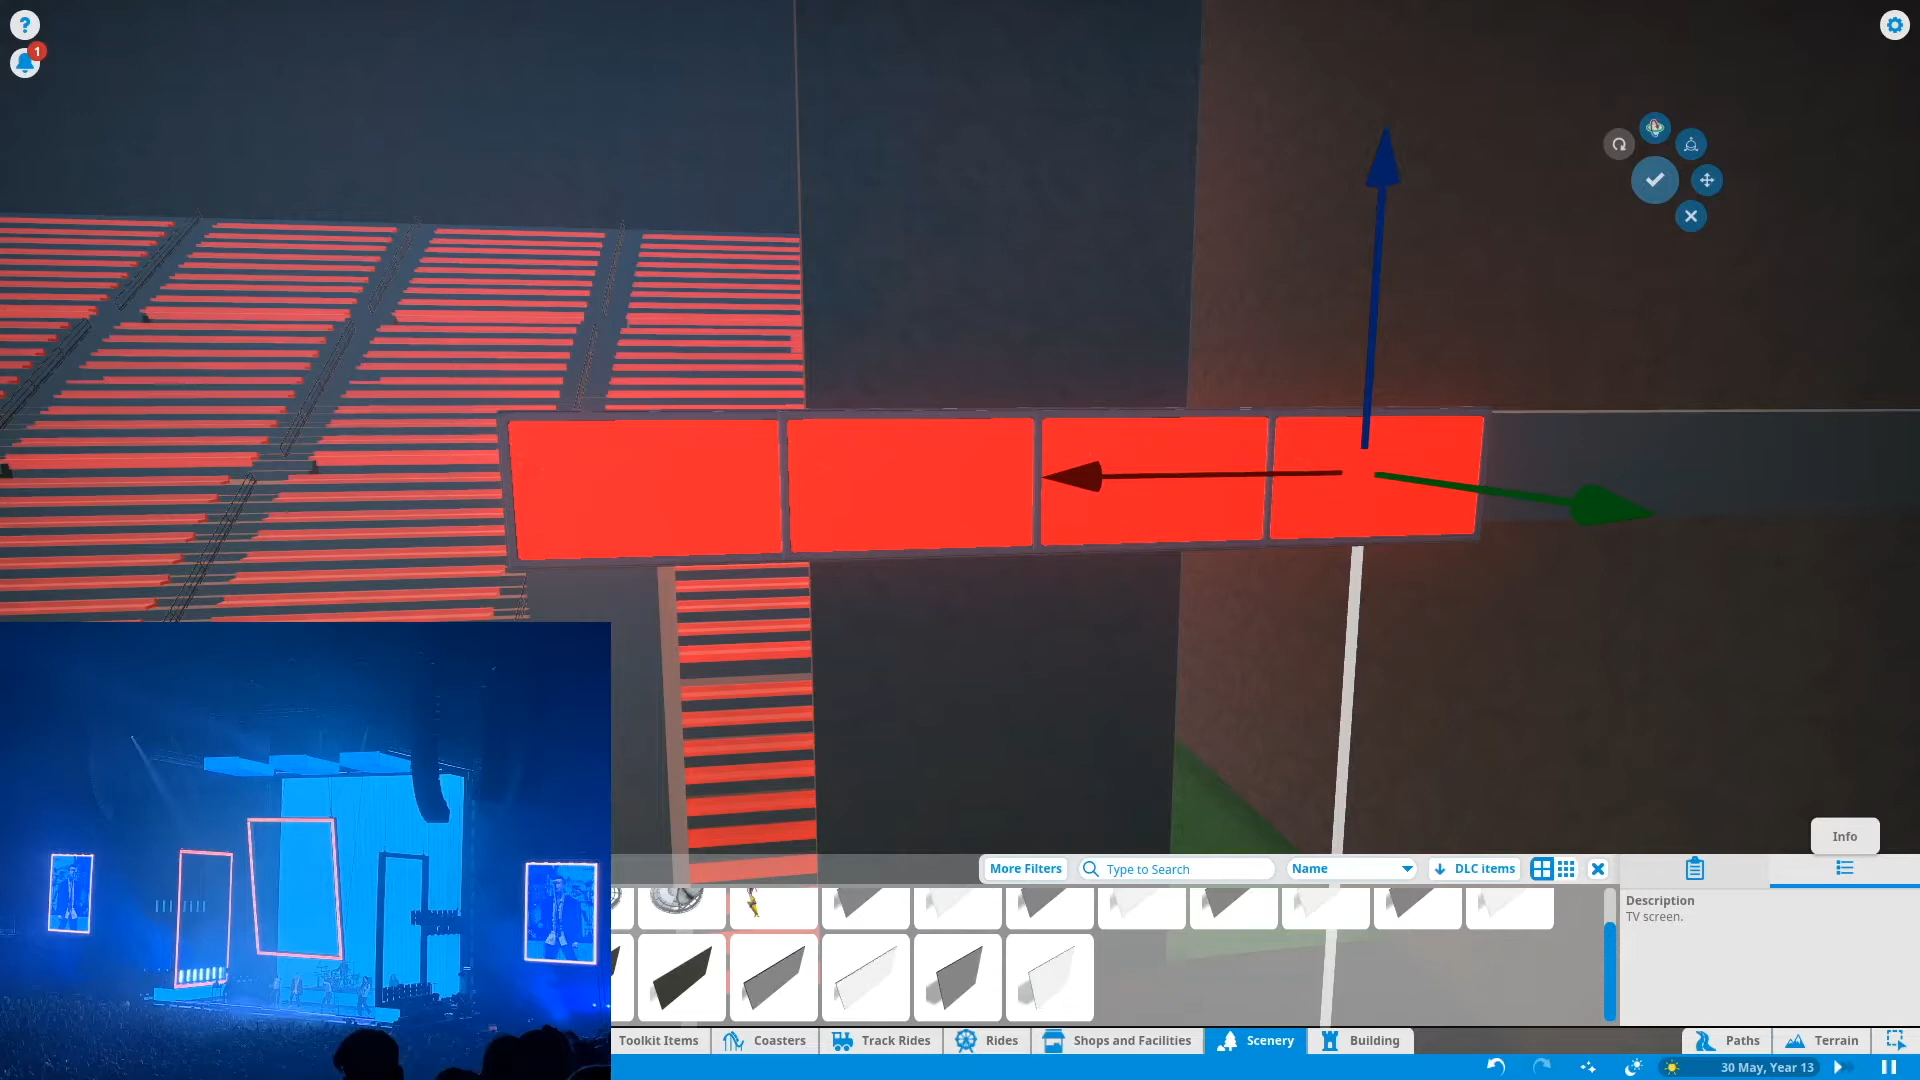 ?
1
Info
More Filters
Type to Search
Name
DLC items
Description
TV screen.
Toolkit Items
Coasters
Track Rides
Rides
Shops and Facilities
Scenery
Building
Paths
Terrain
30 May, Year 13